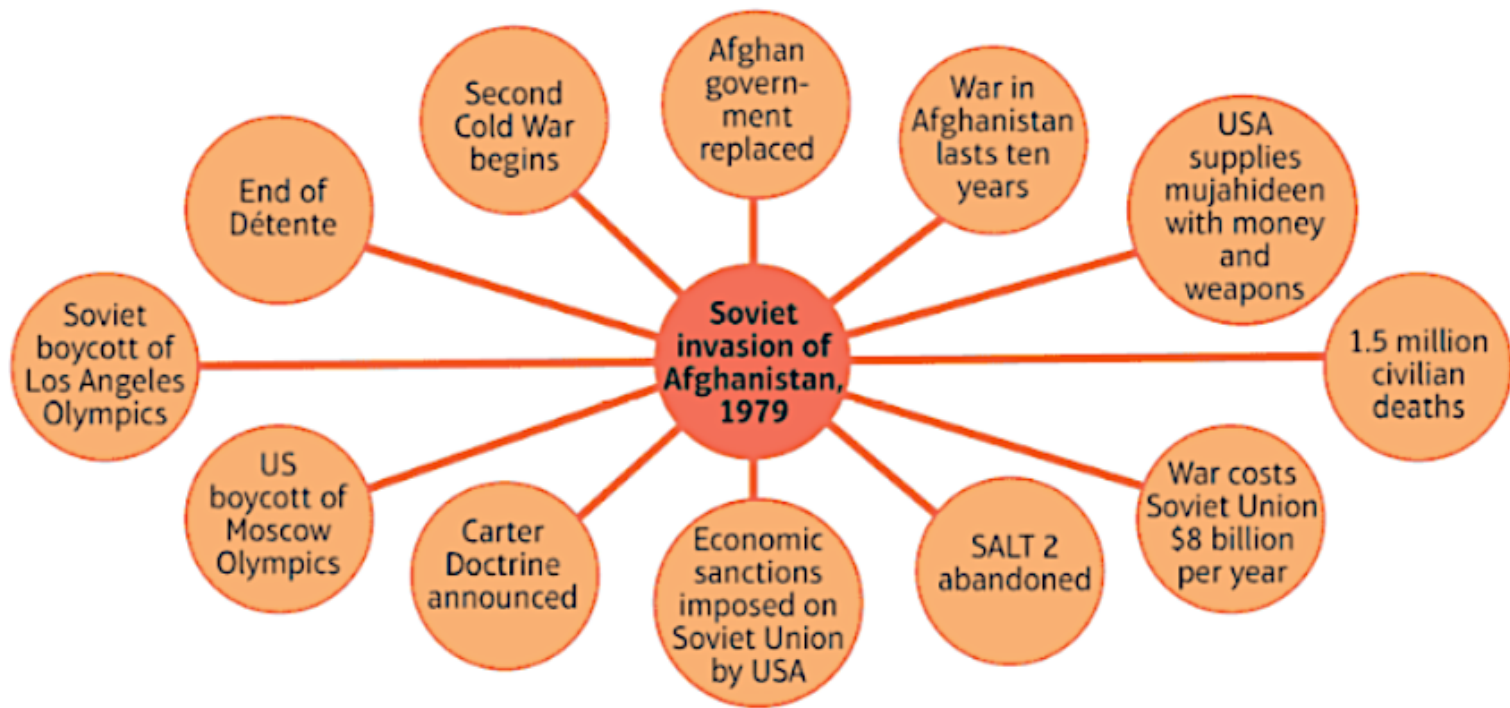 Soviet
invasion of
Afghanistan,
1979
Afghan
govern-
ment
replaced
War in
Afghanistan
lasts ten
years
USA
supplies
mujahideen
with money
and
weapons
1.5 million
civilian
deaths
War costs
Soviet Union
$8 billion
per year
SALT 2
abandoned
Economic
sanctions
imposed on
Soviet Union
by USA
Carter
Doctrine
announced
US
boycott of
Moscow
Olympics
Soviet
boycott of
Los Angeles
Olympics
End of
Détente
Second
Cold War
begins